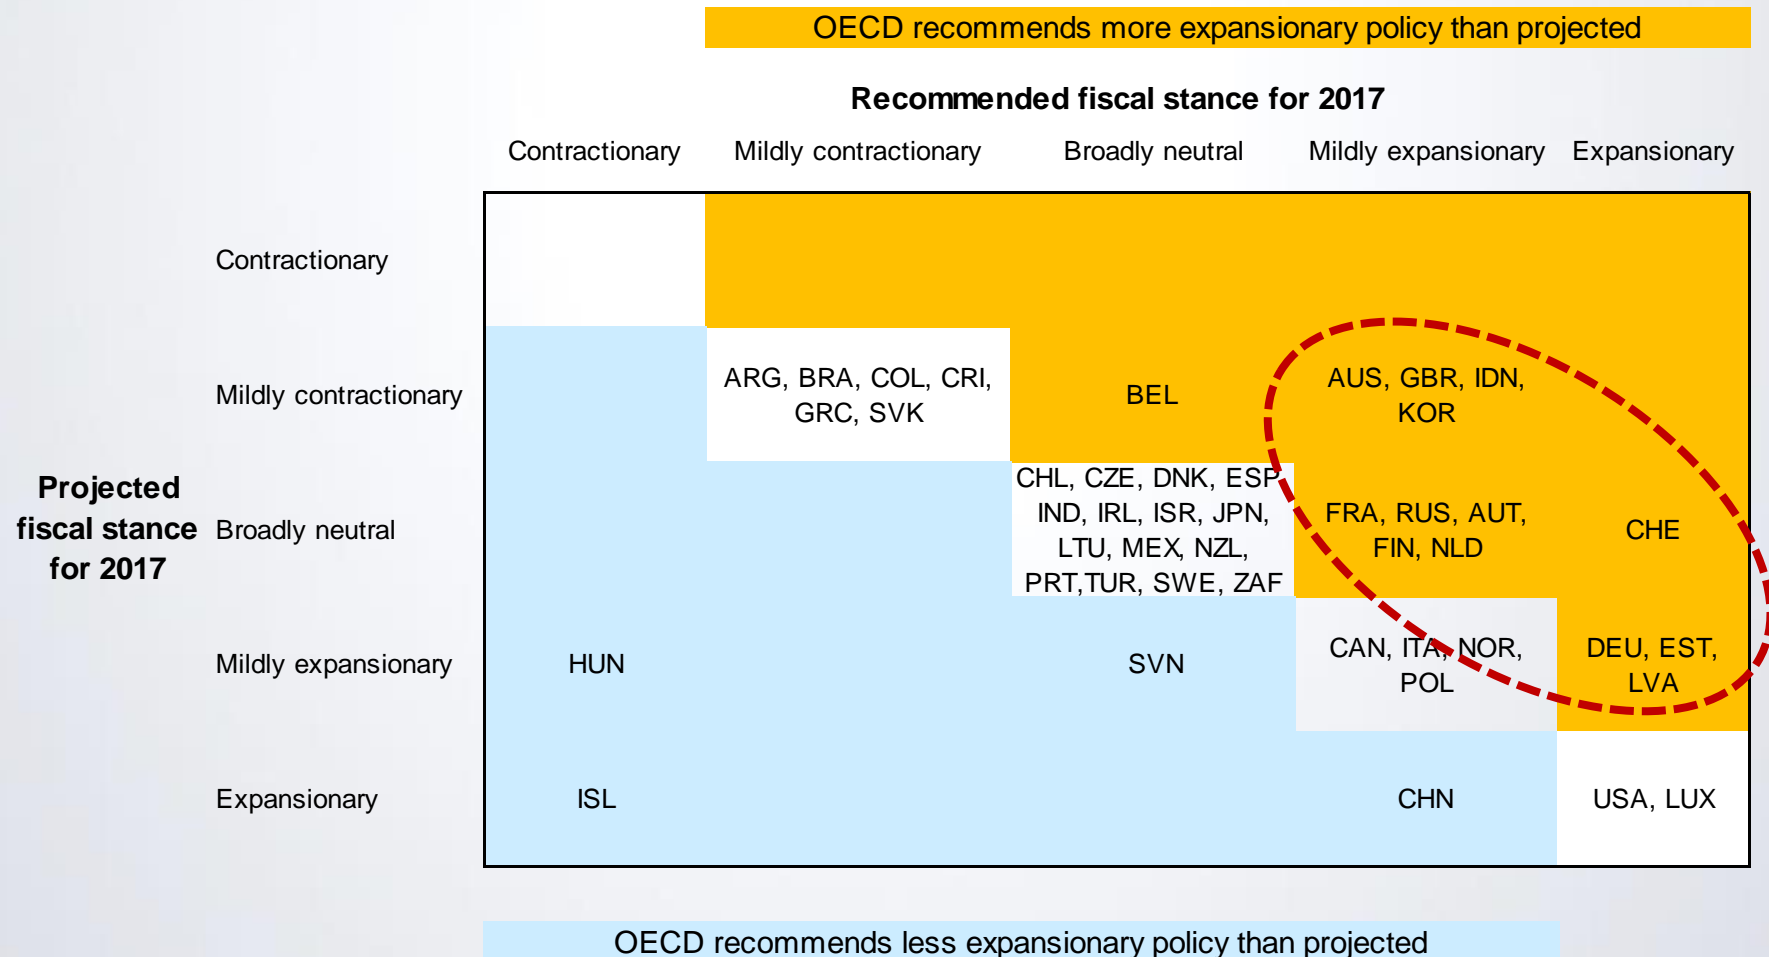 OECD recommends more expansionary policy than projected
Recommended fiscal stance for 2017
Contractionary Mildly contractionary Broadly neutral Mildly expansionary Expansionary
Contractionary
Mildly contractionary
ARG, BRA, COL, CRI,
GRC, SVK
BEL
AUS, GBR, IDN,
KOR
Projected
fiscal stance
for 2017
Broadly neutral
CHL, CZE, DNK, ESP
IND, IRL, ISR, JPN,
LTU, MEX, NZL,
PRT,TUR, SWE, ZAF
FRA, RUS, AUT,
FIN, NLD
CHE
Mildly expansionary
HUN
SVN
CAN, ITA, NOR,
POL
DEU, EST,
LVA
Expansionary
ISL
CHN
USA, LUX
OECD recommends less expansionary policy than projected